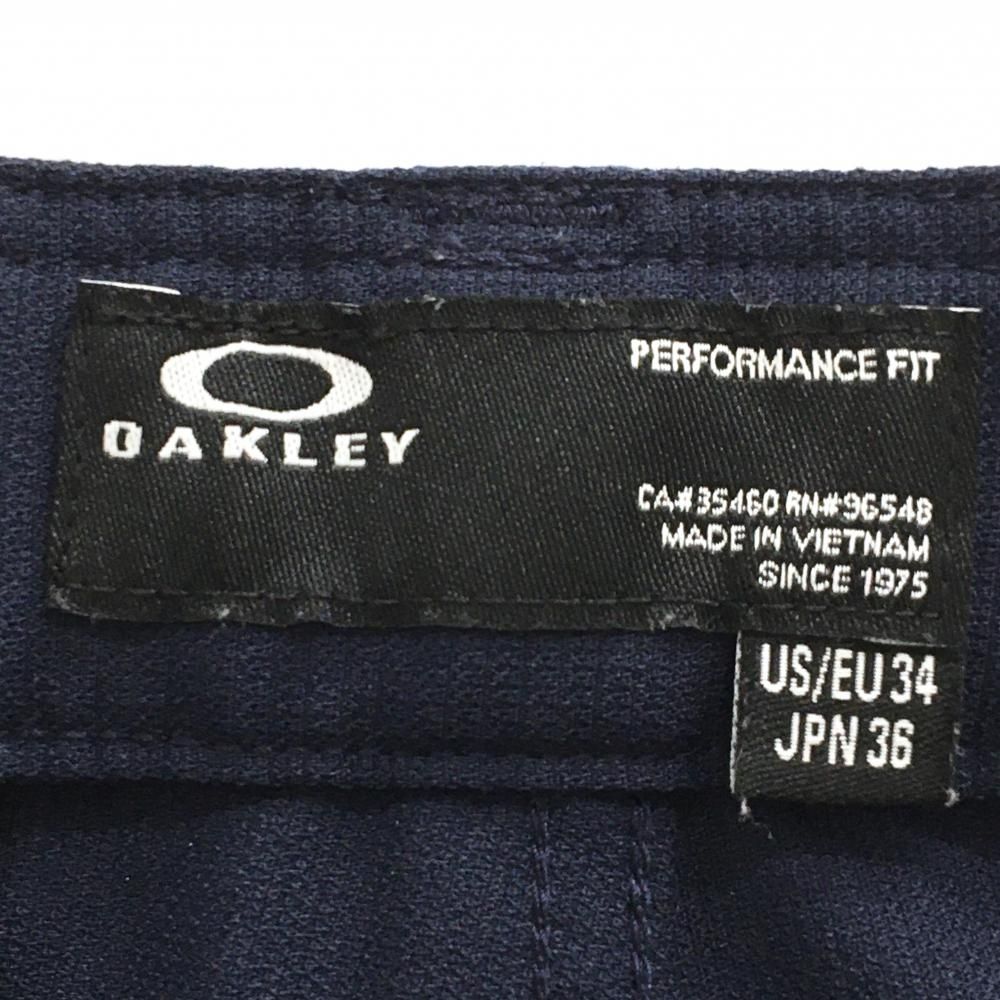 OAKLEY
PERFORMANCE FIT
CA#35460 RN#96548
MADE IN VIETNAM
SINCE 1975
US/EU 34
JPN 36